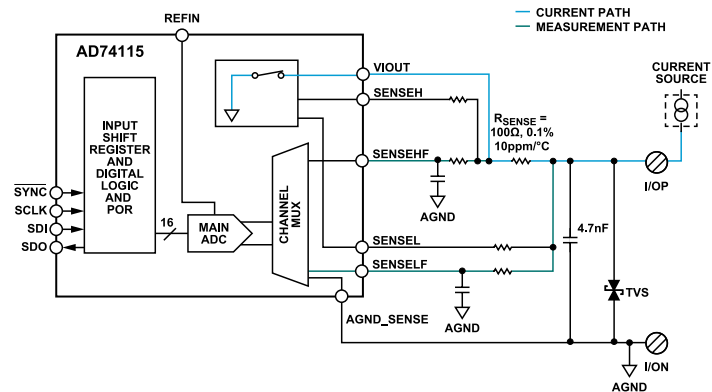 CURRENT PATH
MEASUREMENT PATH
REFIN
AD74115
VIOUT
SENSEH
CURRENT
SOURCE
RSENSE =
100Ω, 0.1%
10ppm/°C
INPUT
SHIFT
REGISTER
AND
DIGITAL
LOGIC
AND
POR
SENSEHF
I/OP
SYNC
SCLK
SDI
SDO
16
MAIN
ADC
CHANNEL
MUX
AGND
4.7nF
SENSEL
SENSELF
TVS
AGND_SENSE
AGND
I/ON
AGND